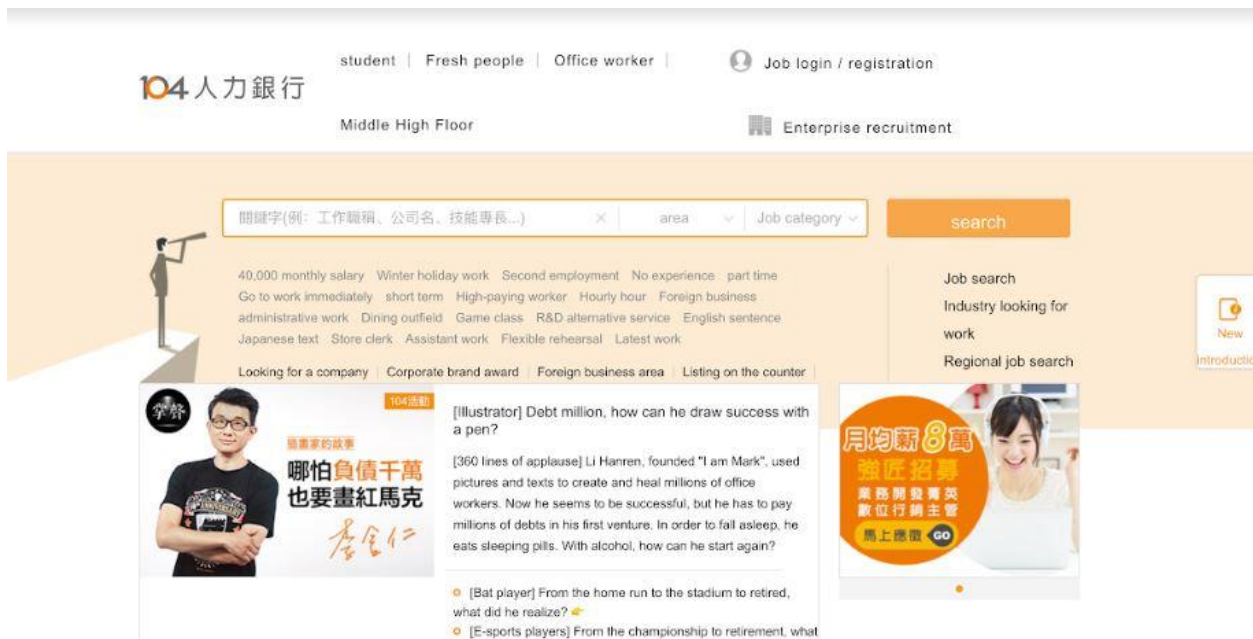 student | Fresh people | Office worker |
Job login / registration
104人力銀行
Middle High Floor
Enterprise recruitment
關鍵字(例: 工作職稱、公司名、技能專長...) × area Job category
search
40,000 monthly salary Winter holiday work Second employment No experience part time
Go to work immediately short term High-paying worker Hourly hour Foreign business
administrative work Dining outfield Game class R&D alternative service English sentence
Japanese text Store clerk Assistant work Flexible rehearsal Latest work
Looking for a company | Corporate brand award | Foreign business area | Listing on the counter |
Job search
Industry looking for
work
Regional job search
New
introductio
掌聲
104活動
插畫家的故事
哪怕負債千萬
也要畫紅馬克
李含仁
[Illustrator] Debt million, how can he draw success with
a pen?
[360 lines of applause] Li Hanren, founded "I am Mark", used
pictures and texts to create and heal millions of office
workers. Now he seems to be successful, but he has to pay
millions of debts in his first venture. In order to fall asleep, he
eats sleeping pills. With alcohol, how can he start again?
[Bat player] From the home run to the stadium to retired,
what did he realize? 👉
[E-sports players] From the championship to retirement, what
月均薪8萬
強匠招募
業務開發菁英
數位行銷主管
馬上應徵 GO